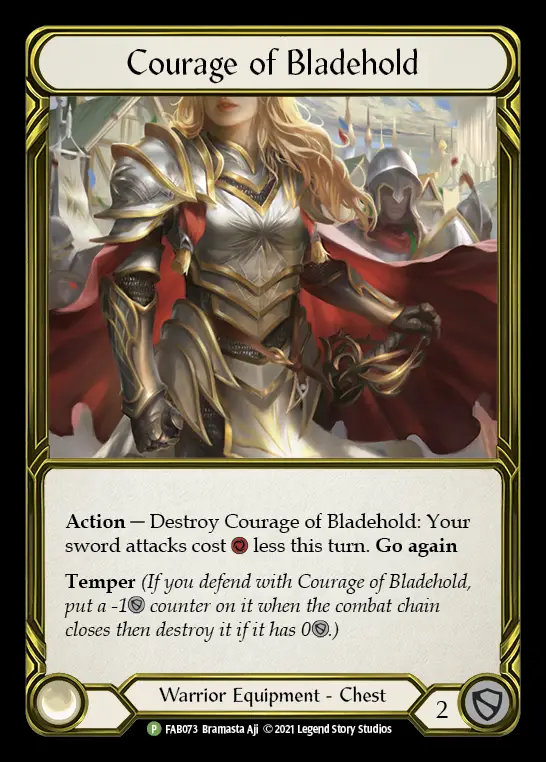 Courage of Bladehold
Action — Destroy Courage of Bladehold: Your
sword attacks cost less this turn. Go again
Temper (If you defend with Courage of Bladehold,
put a -1 counter on it when the combat chain
closes then destroy it if it has 0.)
Warrior Equipment - Chest
2
P FAB073 Bramasta Aji © 2021 Legend Story Studios